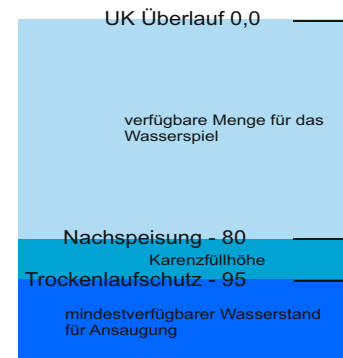 UK Überlauf 0,0
verfügbare Menge für das
Wasserspiel
Nachspeisung - 80
Karenzfüllhöhe
Trockenlaufschutz - 95
mindestverfügbarer Wasserstand
für Ansaugung